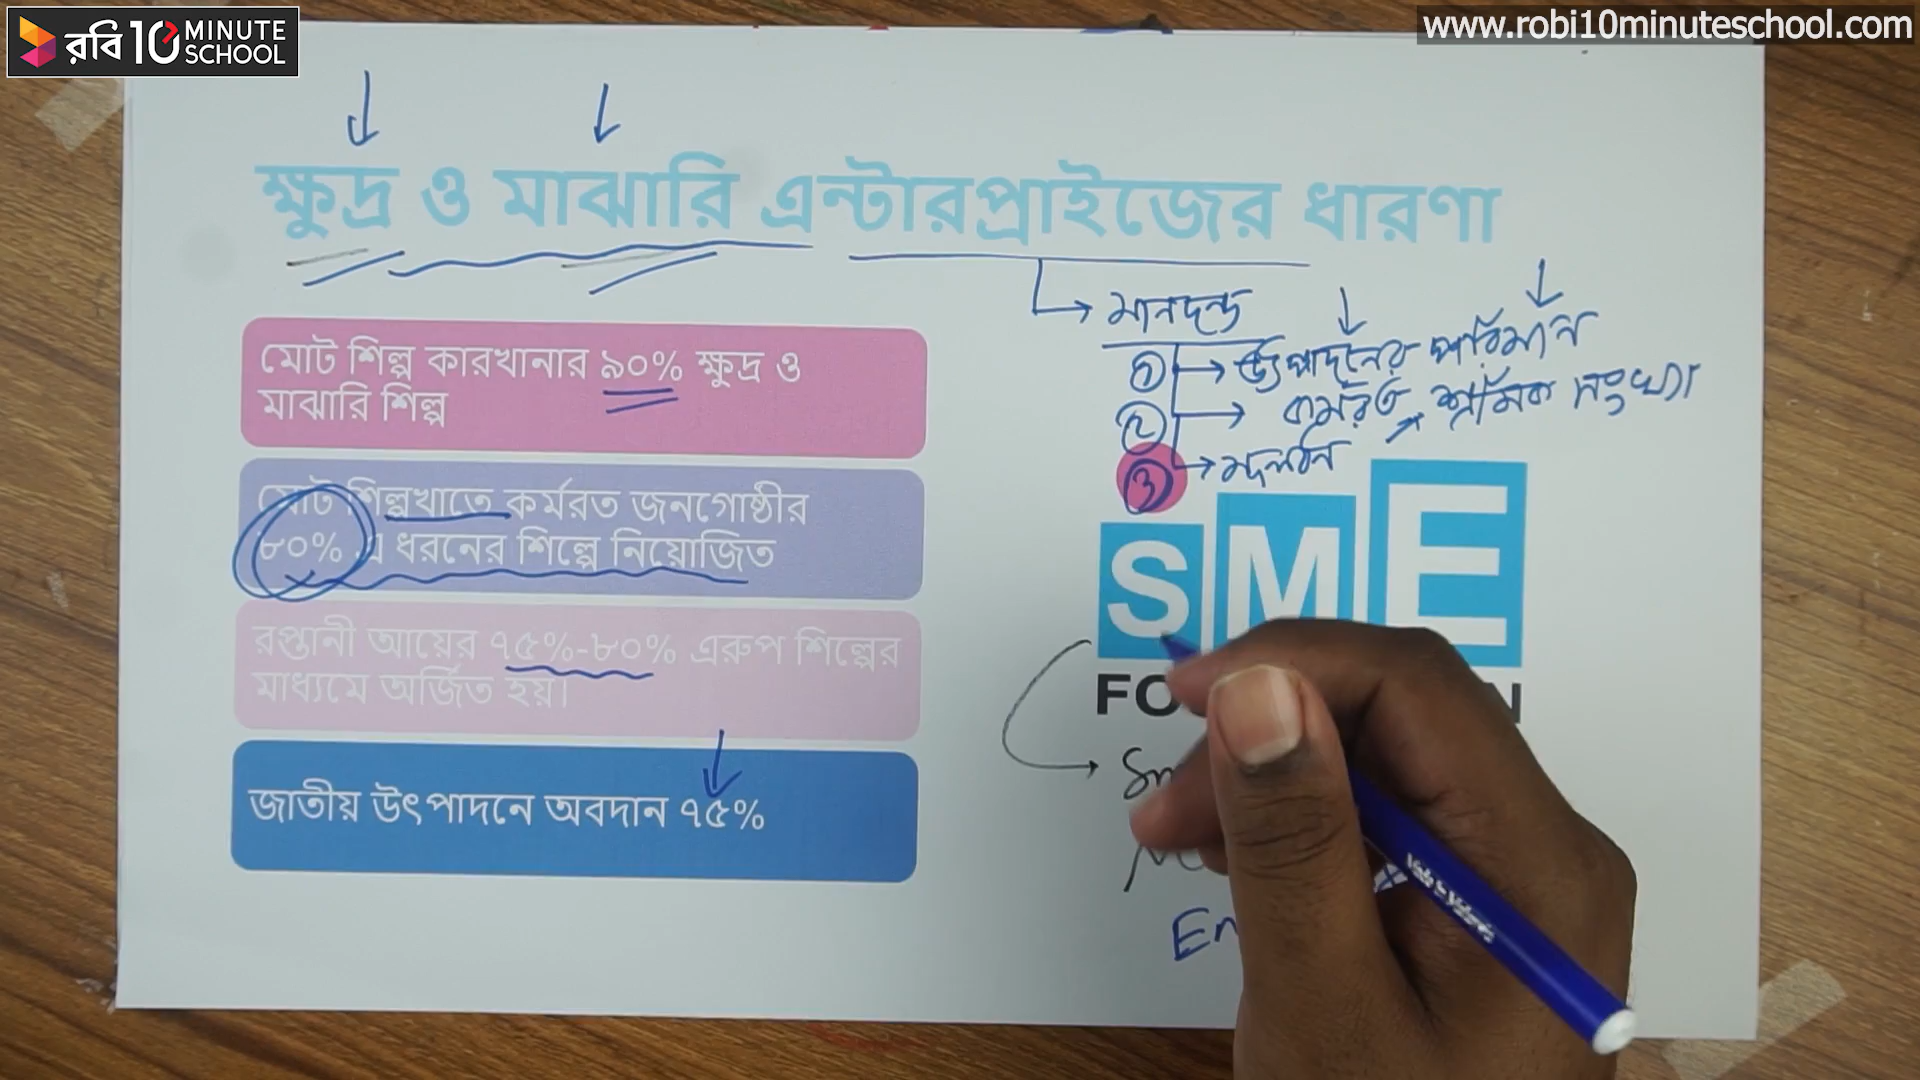 রবি 10 MINUTE SCHOOL
www.robi10minuteschool.com
ক্ষুদ্র ও মাঝারি এন্টারপ্রাইজের ধারণা
মোট শিল্প কারখানার ৯০% ক্ষুদ্র ও
মাঝারি শিল্প
মোট শিল্পখাতে কর্মরত জনগোষ্ঠীর
৮০% এ ধরনের শিল্পে নিয়োজিত
রপ্তানী আয়ের ৭৫%-৮০% এরুপ শিল্পের
মাধ্যমে অর্জিত হয়।
জাতীয় উৎপাদনে অবদান ৭৫%
মানদন্ড
১ উৎপাদনের পরিমান
২ কর্মরত শ্রমিক সংখ্যা
৩ মূলধন
SME